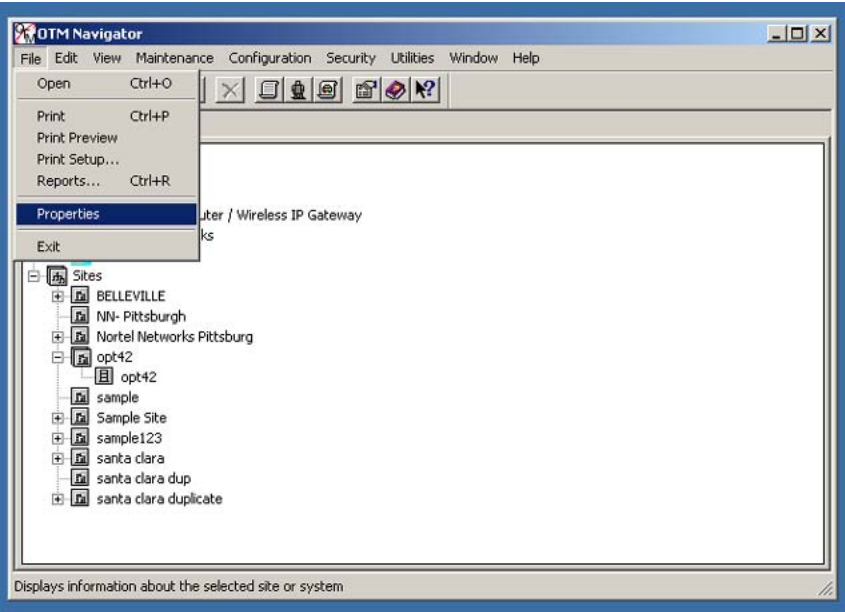 OTM Navigator
File Edit View Maintenance Configuration Security Utilities Window Help
Open Ctrl+O
Print Ctrl+P
Print Preview
Print Setup...
Reports... Ctrl+R
Properties
Exit
/ Wireless IP Gateway
Sites
BELLEVILLE
NN- Pittsburgh
Nortel Networks Pittsburg
opt42
opt42
sample
Sample Site
sample123
santa clara
santa clara dup
santa clara duplicate
Displays information about the selected site or system